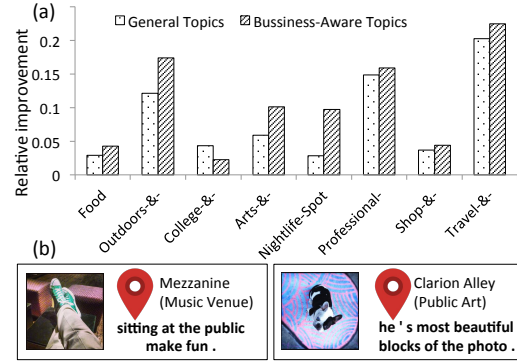 (a)
General Topics
Bussiness-Aware Topics
Relative improvement
0.2
0.15
0.1
0.05
0
Food
Outdoors-&-
College-&-
Arts-&-
Nightlife-Spot
Professional-
Shop-&-
Travel-&-
(b)
Mezzanine
(Music Venue)
sitting at the public
make fun .
Clarion Alley
(Public Art)
he ' s most beautiful
blocks of the photo .